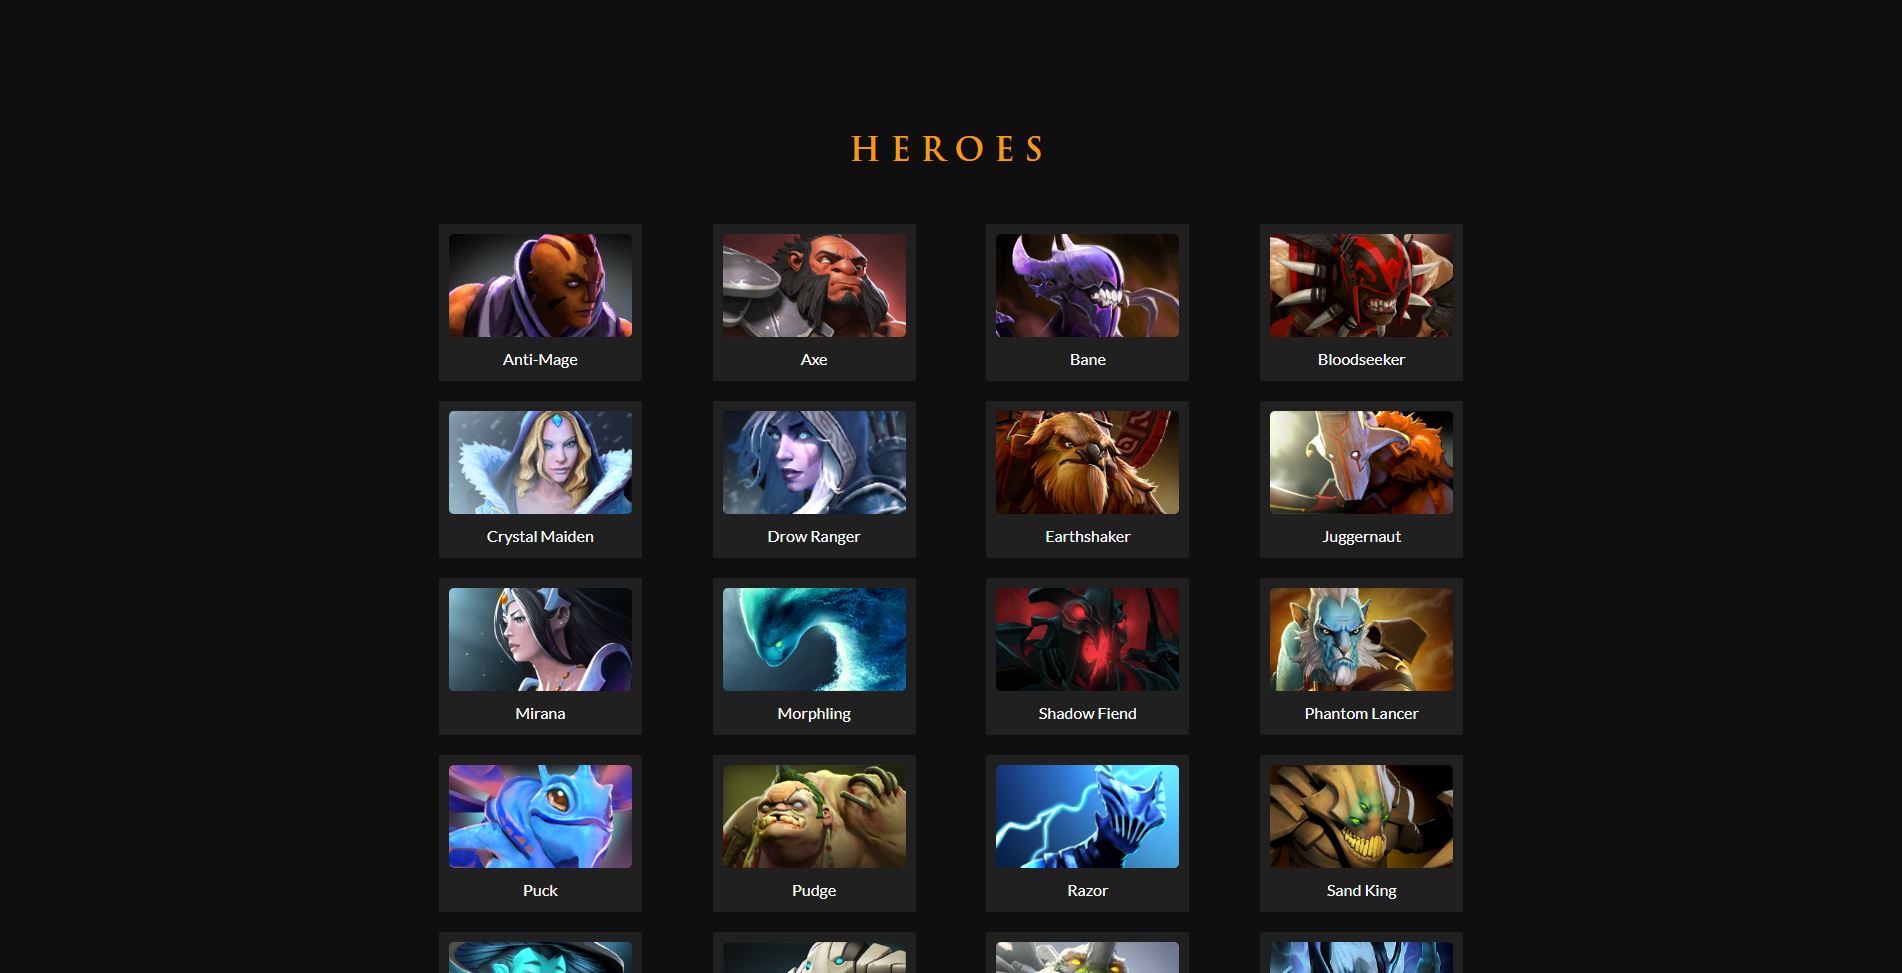 HEROES
Anti-Mage
Axe
Bane
Bloodseeker
Crystal Maiden
Drow Ranger
Earthshaker
Juggernaut
Mirana
Morphling
Shadow Fiend
Phantom Lancer
Puck
Pudge
Razor
Sand King